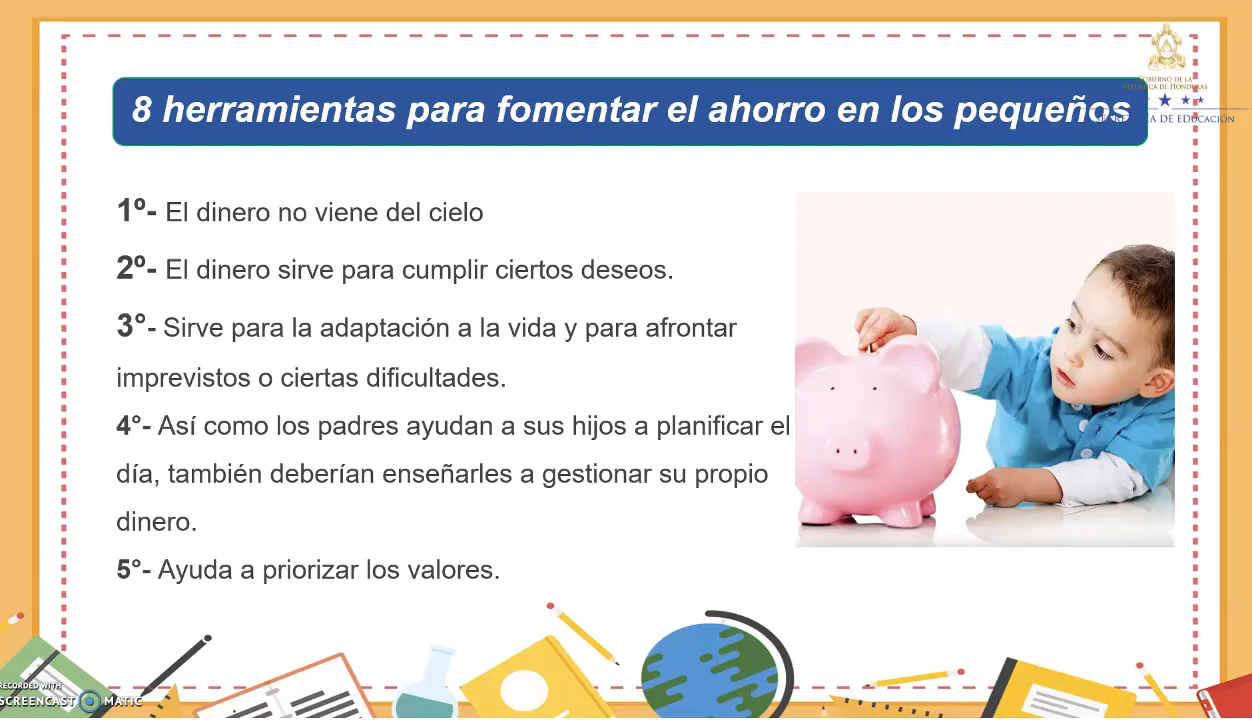 GOBIERNO DE LA
REPÚBLICA DE HONDURAS
8 herramientas para fomentar el ahorro en los pequeños
DE EDUCACIÓN
1º- El dinero no viene del cielo
2º- El dinero sirve para cumplir ciertos deseos.
3°- Sirve para la adaptación a la vida y para afrontar
imprevistos o ciertas dificultades.
4°- Así como los padres ayudan a sus hijos a planificar el
día, también deberían enseñarles a gestionar su propio
dinero.
5°- Ayuda a priorizar los valores.
RECORDED WITH
SCREENCAST MATIC